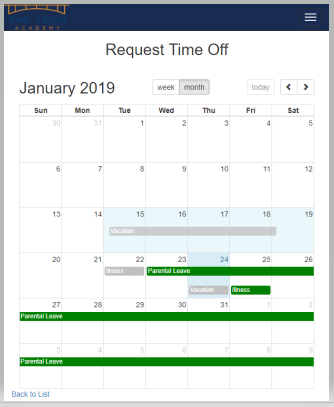 THE TECH
ACADEMY
Request Time Off
January 2019
week month today
Sun Mon Tue Wed Thu Fri Sat
30 31 1 2 3 4 5
6 7 8 9 10 11 12
13 14 15 16 17 18 19
Vacation
20 21 22 23 24 25 26
Illness Parental Leave
Vacation Illness
27 28 29 30 31 1 2
Parental Leave
3 4 5 6 7 8 9
Parental Leave
Back to List